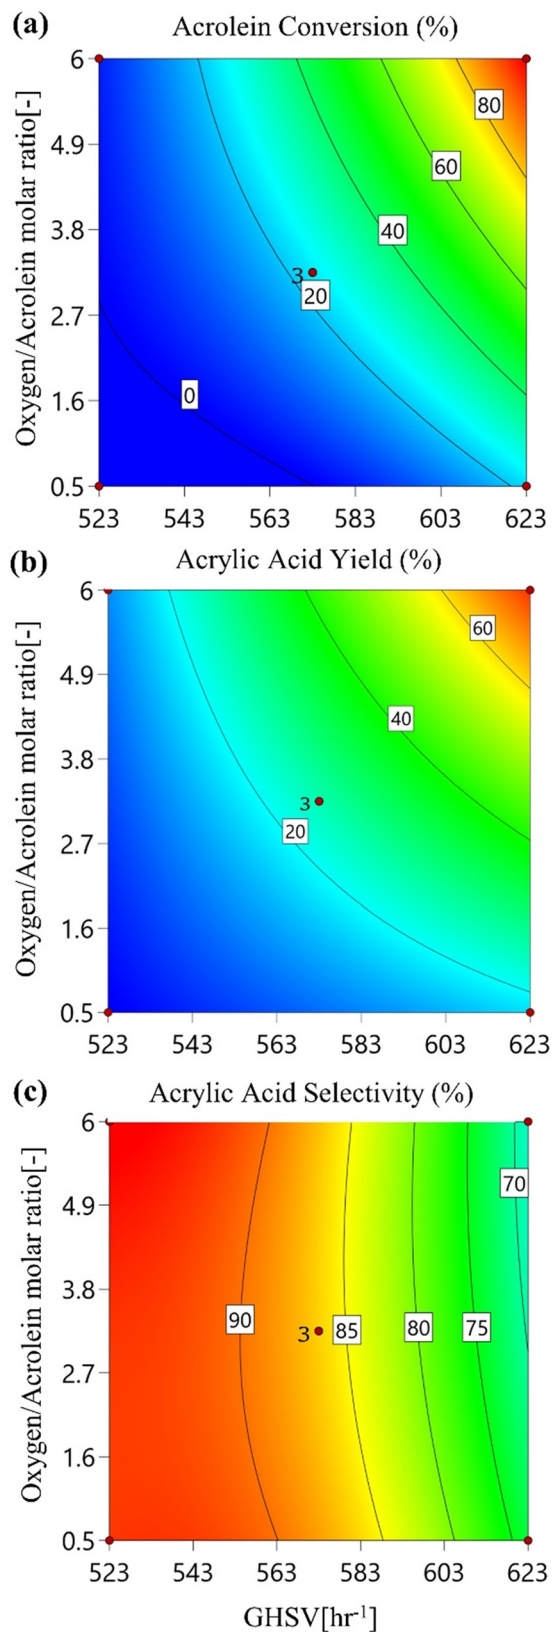 (a) Acrolein Conversion (%)
Oxygen/Acrolein molar ratio[-]
6
4.9
3.8
2.7
1.6
0.5
80
60
40
3
20
0
523 543 563 583 603 623
(b) Acrylic Acid Yield (%)
Oxygen/Acrolein molar ratio[-]
6
4.9
3.8
2.7
1.6
0.5
60
40
3
20
523 543 563 583 603 623
(c) Acrylic Acid Selectivity (%)
Oxygen/Acrolein molar ratio[-]
6
4.9
3.8
2.7
1.6
0.5
70
90 3 85 80 75
523 543 563 583 603 623
GHSV[hr⁻¹]